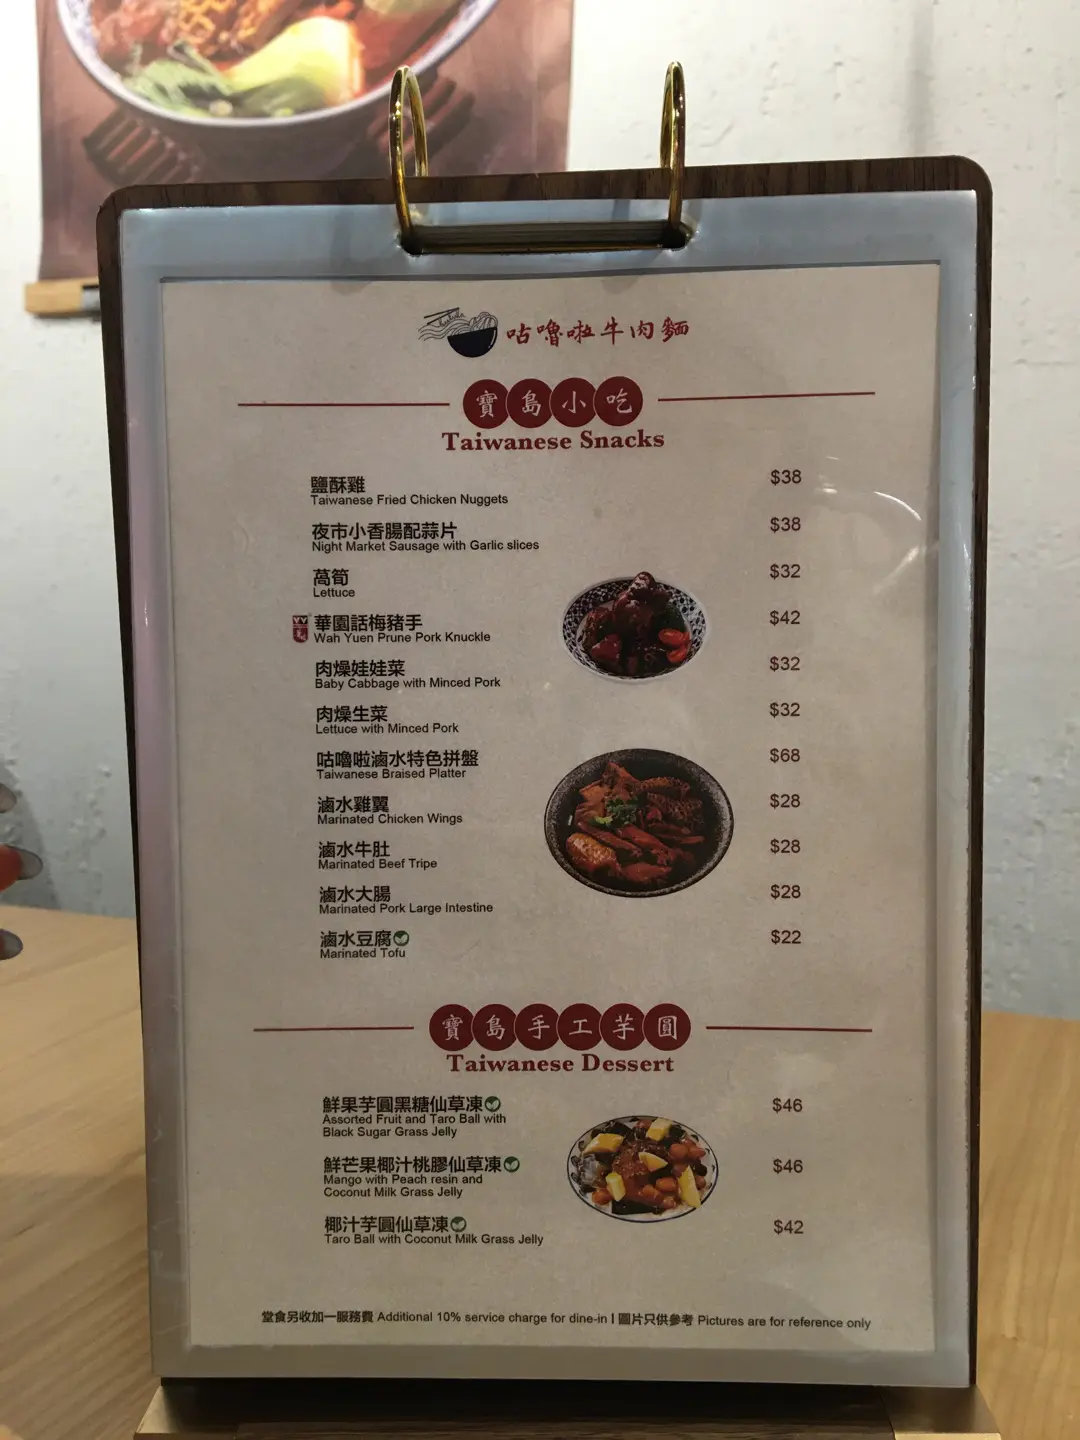 咕嚕啦牛肉麵
寶島小吃
Taiwanese Snacks
鹽酥雞 $38
Taiwanese Fried Chicken Nuggets
夜市小香腸配蒜片 $38
Night Market Sausage with Garlic slices
萵筍 $32
Lettuce
華園話梅豬手 $42
Wah Yuen Prune Pork Knuckle
肉燥娃娃菜 $32
Baby Cabbage with Minced Pork
肉燥生菜 $32
Lettuce with Minced Pork
咕嚕啦滷水特色拼盤 $68
Taiwanese Braised Platter
滷水雞翼 $28
Marinated Chicken Wings
滷水牛肚 $28
Marinated Beef Tripe
滷水大腸 $28
Marinated Pork Large Intestine
滷水豆腐 $22
Marinated Tofu
寶島手工芋圓
Taiwanese Dessert
鮮果芋圓黑糖仙草凍 $46
Assorted Fruit and Taro Ball with
Black Sugar Grass Jelly
鮮芒果椰汁桃膠仙草凍 $46
Mango with Peach resin and
Coconut Milk Grass Jelly
椰汁芋圓仙草凍 $42
Taro Ball with Coconut Milk Grass Jelly
堂食另收加一服務費 Additional 10% service charge for dine-in | 圖片只供參考 Pictures are for reference only